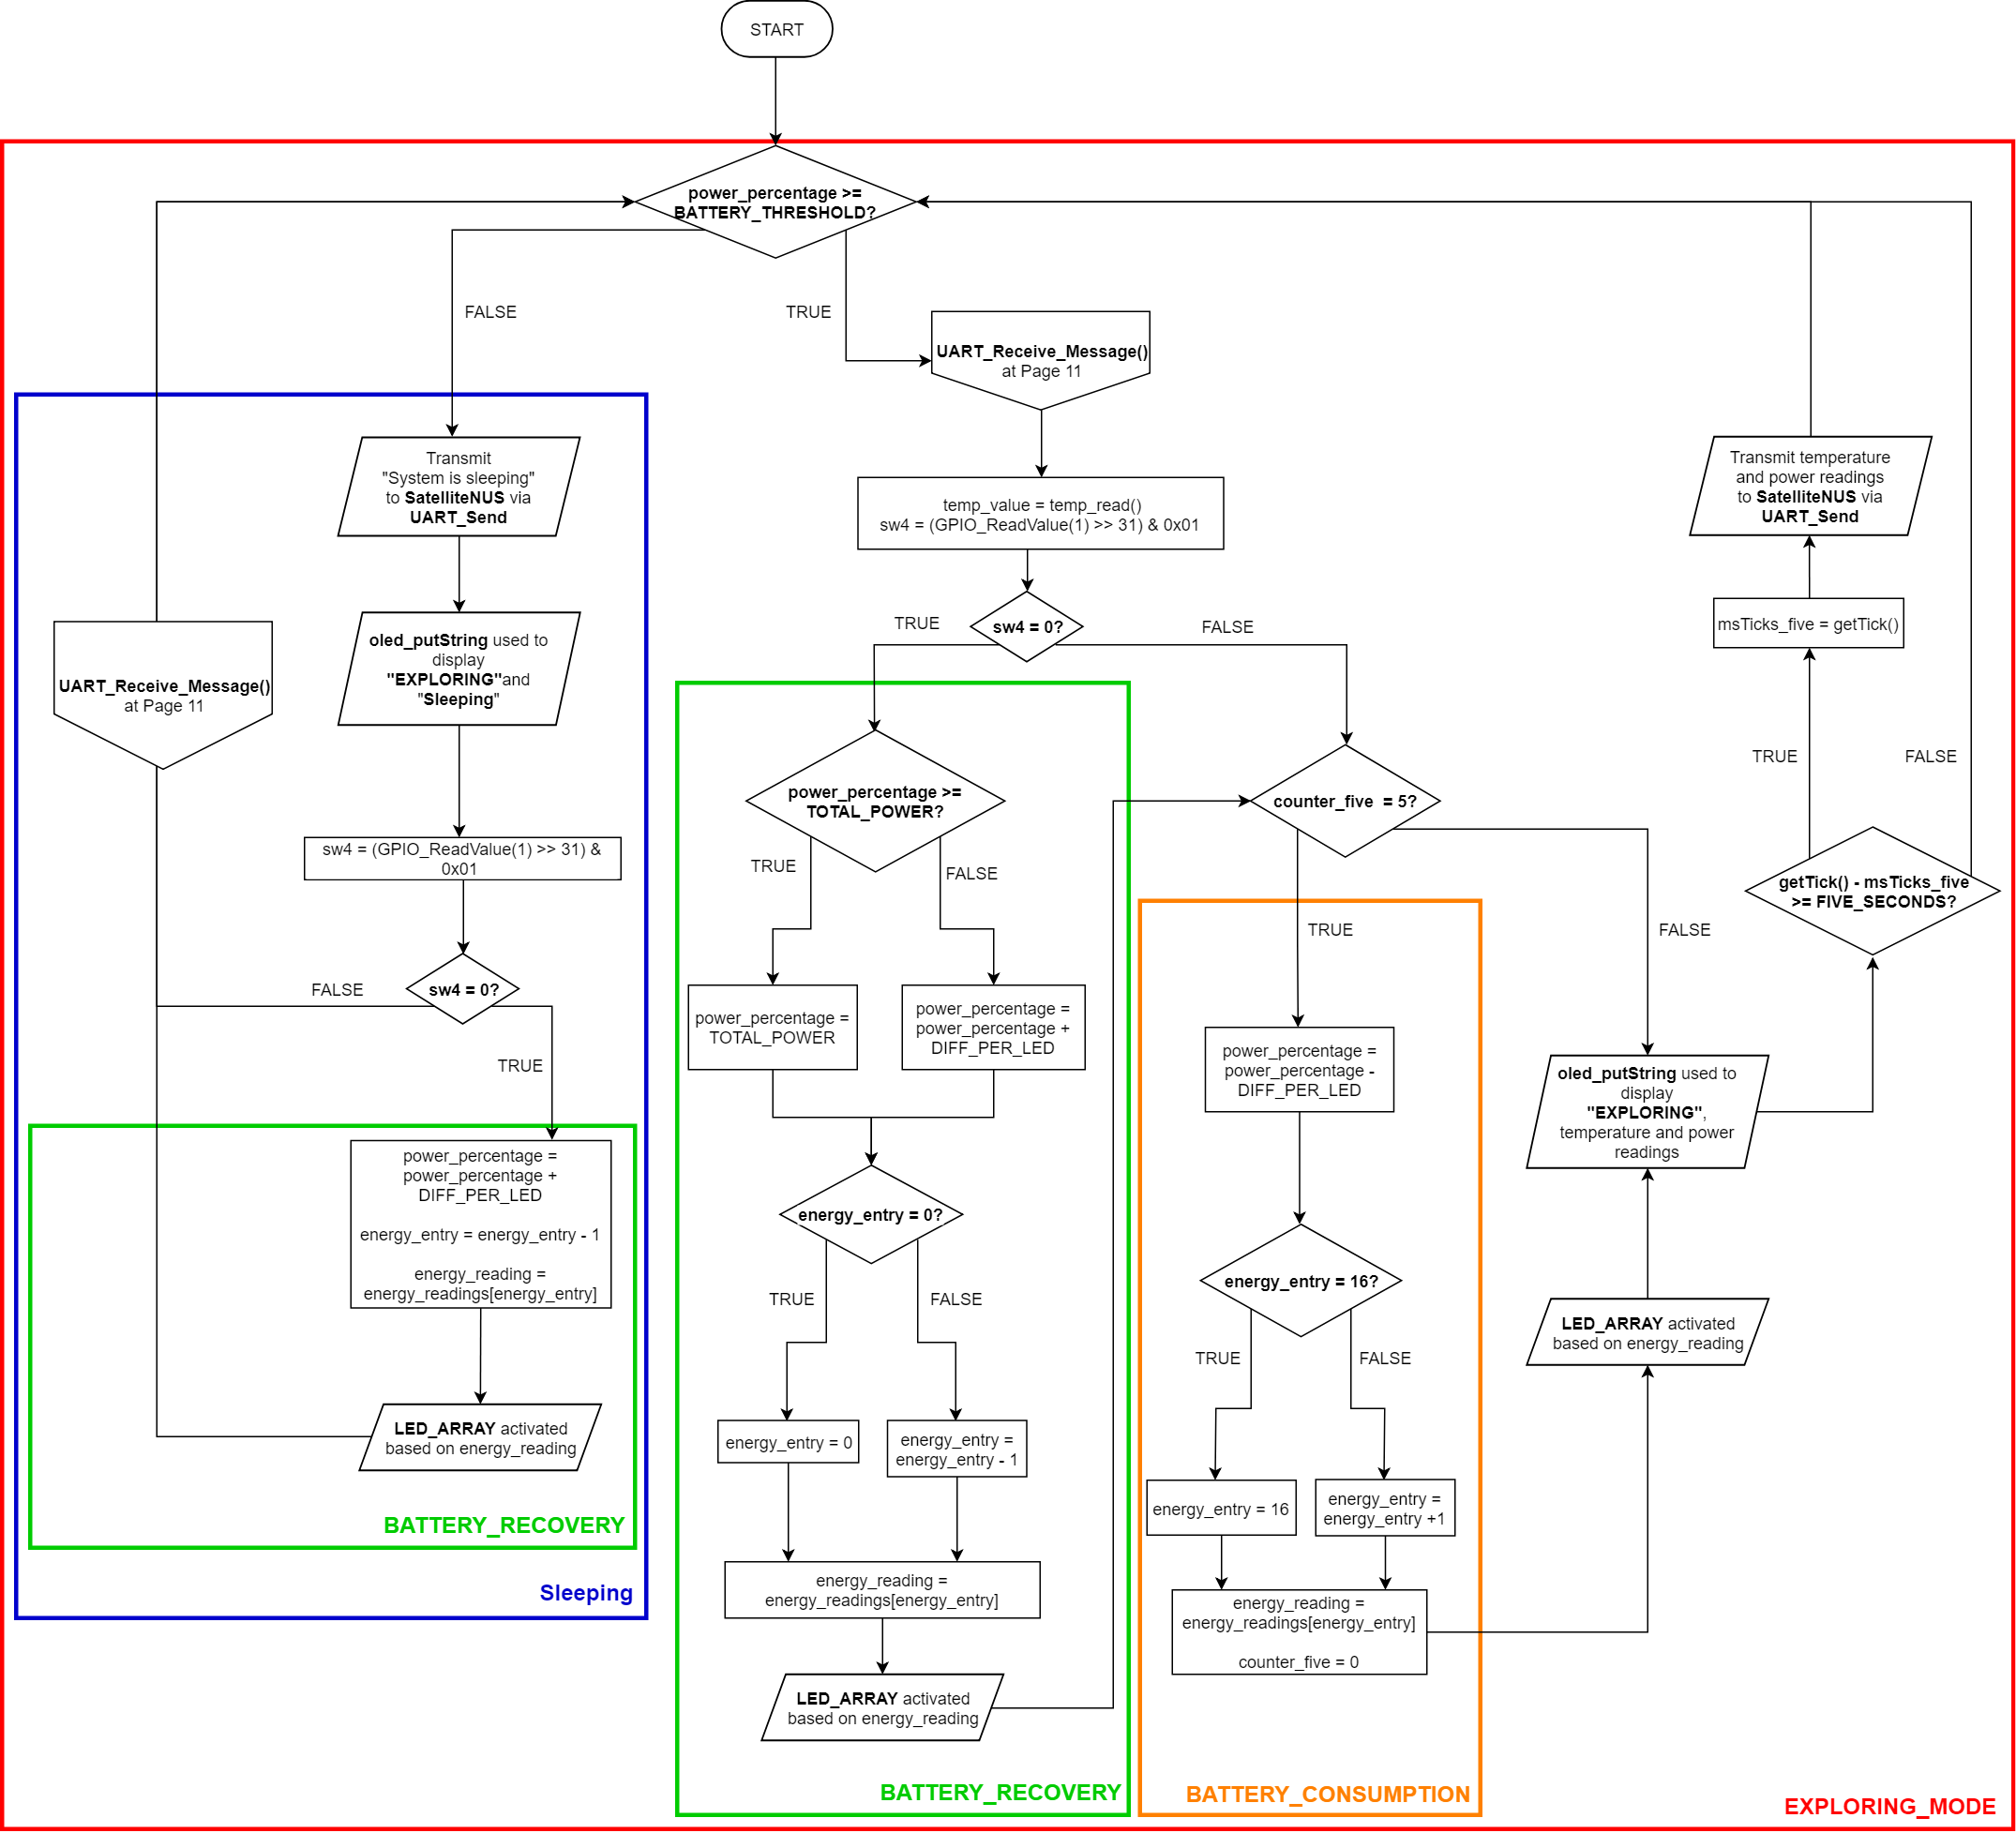 START
power_percentage >=
BATTERY_THRESHOLD?
FALSE
TRUE
UART_Receive_Message()
at Page 11
Transmit
"System is sleeping"
to SatelliteNUS via
UART_Send
oled_putString used to
display
"EXPLORING"and
"Sleeping"
UART_Receive_Message()
at Page 11
sw4 = (GPIO_ReadValue(1) >> 31) &
0x01
sw4 = 0?
FALSE
TRUE
power_percentage =
power_percentage +
DIFF_PER_LED
energy_entry = energy_entry - 1
energy_reading =
energy_readings[energy_entry]
LED_ARRAY activated
based on energy_reading
BATTERY_RECOVERY
Sleeping
temp_value = temp_read()
sw4 = (GPIO_ReadValue(1) >> 31) & 0x01
sw4 = 0?
TRUE
FALSE
power_percentage >=
TOTAL_POWER?
TRUE
FALSE
power_percentage =
TOTAL_POWER
power_percentage =
power_percentage +
DIFF_PER_LED
energy_entry = 0?
TRUE
FALSE
energy_entry = 0
energy_entry =
energy_entry - 1
energy_reading =
energy_readings[energy_entry]
LED_ARRAY activated
based on energy_reading
BATTERY_RECOVERY
counter_five = 5?
TRUE
FALSE
power_percentage =
power_percentage -
DIFF_PER_LED
energy_entry = 16?
TRUE
FALSE
energy_entry = 16
energy_entry =
energy_entry +1
energy_reading =
energy_readings[energy_entry]
counter_five = 0
BATTERY_CONSUMPTION
LED_ARRAY activated
based on energy_reading
oled_putString used to
display
"EXPLORING",
temperature and power
readings
getTick() - msTicks_five
>= FIVE_SECONDS?
TRUE
FALSE
msTicks_five = getTick()
Transmit temperature
and power readings
to SatelliteNUS via
UART_Send
EXPLORING_MODE